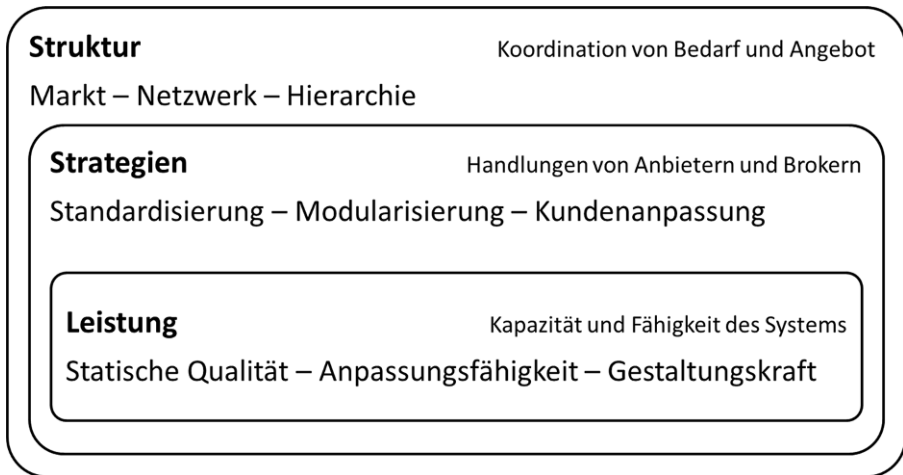 Struktur Koordination von Bedarf und Angebot
Markt – Netzwerk – Hierarchie
Strategien Handlungen von Anbietern und Brokern
Standardisierung – Modularisierung – Kundenanpassung
Leistung Kapazität und Fähigkeit des Systems
Statische Qualität – Anpassungsfähigkeit – Gestaltungskraft